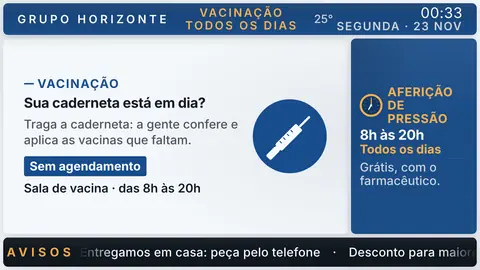 GRUPO HORIZONTE
VACINAÇÃO
TODOS OS DIAS
25°
00:33
SEGUNDA · 23 NOV
— VACINAÇÃO
Sua caderneta está em dia?
Traga a caderneta: a gente confere e
aplica as vacinas que faltam.
Sem agendamento
Sala de vacina · das 8h às 20h
AFERIÇÃO
DE
PRESSÃO
8h às 20h
Todos os dias
Grátis, com o
farmacêutico.
AVISOS
Entregamos em casa: peça pelo telefone · Desconto para